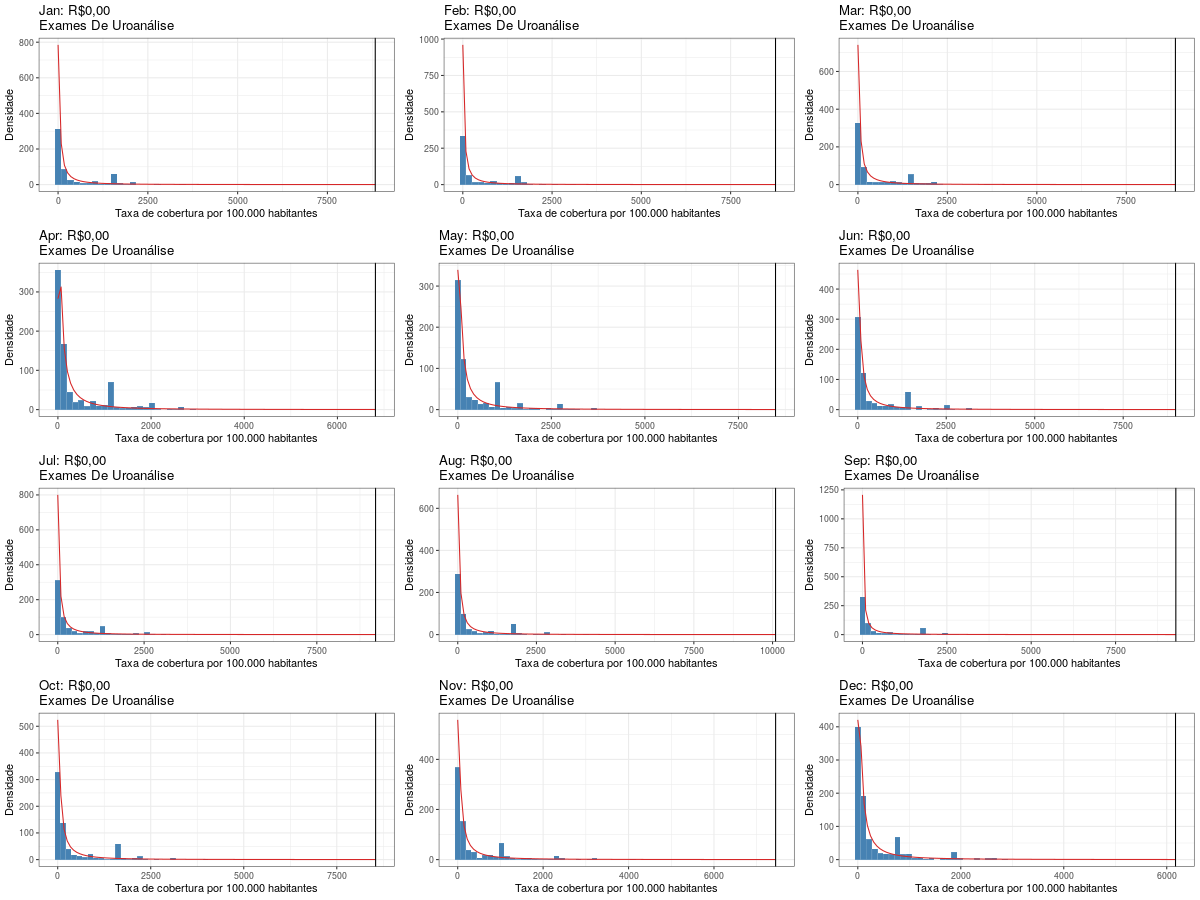 Jan: R$0,00
Exames De Uroanálise
Densidade
800
600
400
200
0
0 2500 5000 7500
Taxa de cobertura por 100.000 habitantes
Feb: R$0,00
Exames De Uroanálise
Densidade
1000
750
500
250
0
0 2500 5000 7500
Taxa de cobertura por 100.000 habitantes
Mar: R$0,00
Exames De Uroanálise
Densidade
600
400
200
0
0 2500 5000 7500
Taxa de cobertura por 100.000 habitantes
Apr: R$0,00
Exames De Uroanálise
Densidade
300
200
100
0
0 2000 4000 6000
Taxa de cobertura por 100.000 habitantes
May: R$0,00
Exames De Uroanálise
Densidade
300
200
100
0
0 2500 5000 7500
Taxa de cobertura por 100.000 habitantes
Jun: R$0,00
Exames De Uroanálise
Densidade
400
300
200
100
0
0 2500 5000 7500
Taxa de cobertura por 100.000 habitantes
Jul: R$0,00
Exames De Uroanálise
Densidade
800
600
400
200
0
0 2500 5000 7500
Taxa de cobertura por 100.000 habitantes
Aug: R$0,00
Exames De Uroanálise
Densidade
600
400
200
0
0 2500 5000 7500 10000
Taxa de cobertura por 100.000 habitantes
Sep: R$0,00
Exames De Uroanálise
Densidade
1250
1000
750
500
250
0
0 2500 5000 7500
Taxa de cobertura por 100.000 habitantes
Oct: R$0,00
Exames De Uroanálise
Densidade
500
400
300
200
100
0
0 2500 5000 7500
Taxa de cobertura por 100.000 habitantes
Nov: R$0,00
Exames De Uroanálise
Densidade
400
200
0
0 2000 4000 6000
Taxa de cobertura por 100.000 habitantes
Dec: R$0,00
Exames De Uroanálise
Densidade
400
300
200
100
0
0 2000 4000 6000
Taxa de cobertura por 100.000 habitantes